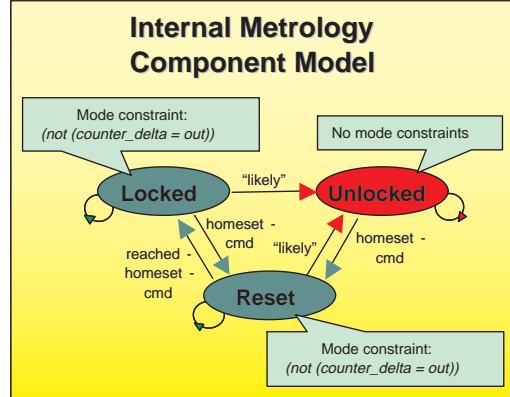 Internal Metrology
Component Model
Mode constraint:
(not (counter_delta = out))
No mode constraints
Locked
"likely"
Unlocked
homeset -
cmd
"likely"
homeset -
cmd
reached -
homeset -
cmd
Reset
Mode constraint:
(not (counter_delta = out))